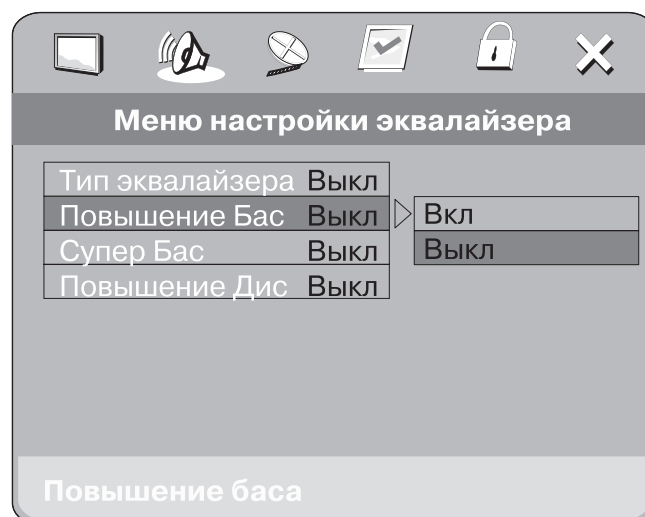 Меню настройки эквалайзера
Тип эквалайзера Выкл
Повышение Бас Выкл Вкл
Супер Бас Выкл Выкл
Повышение Дис Выкл
Повышение баса